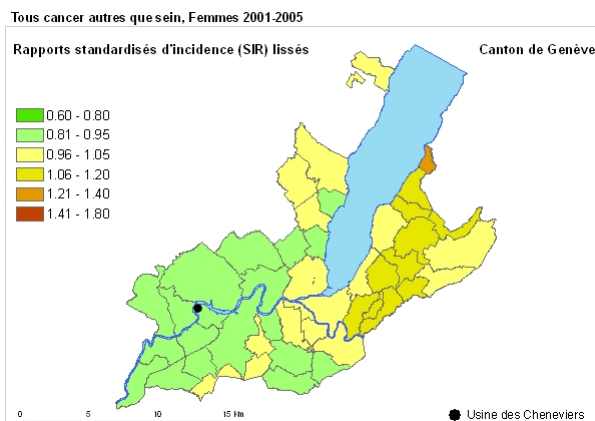 Tous cancer autres que sein, Femmes 2001-2005
Rapports standardisés d'incidence (SIR) lissés
Canton de Genève
0.60 - 0.80
0.81 - 0.95
0.96 - 1.05
1.06 - 1.20
1.21 - 1.40
1.41 - 1.80
0 5 10 15 Km
Usine des Cheneviers